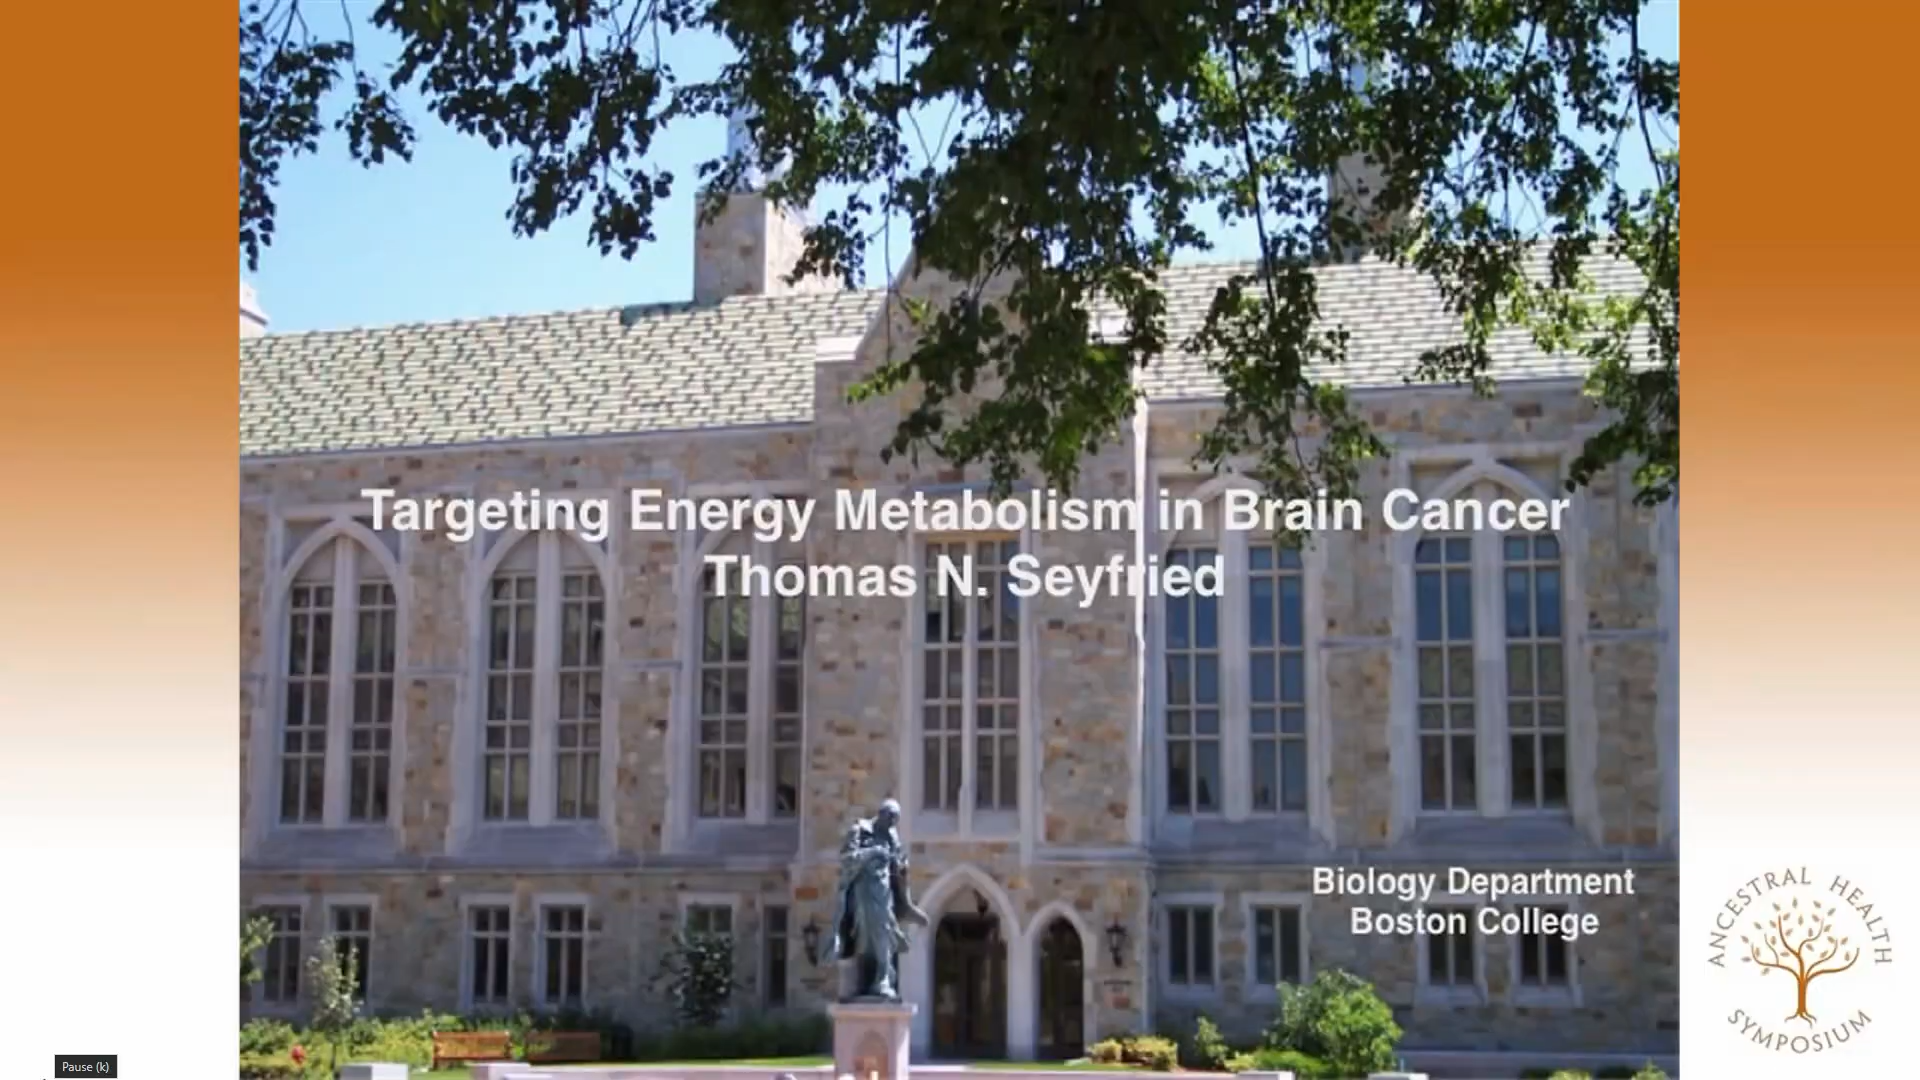 Targeting Energy Metabolism in Brain Cancer
Thomas N. Seyfried
Biology Department
Boston College
ANCESTRAL HEALTH
SYMPOSIUM
Pause (k)